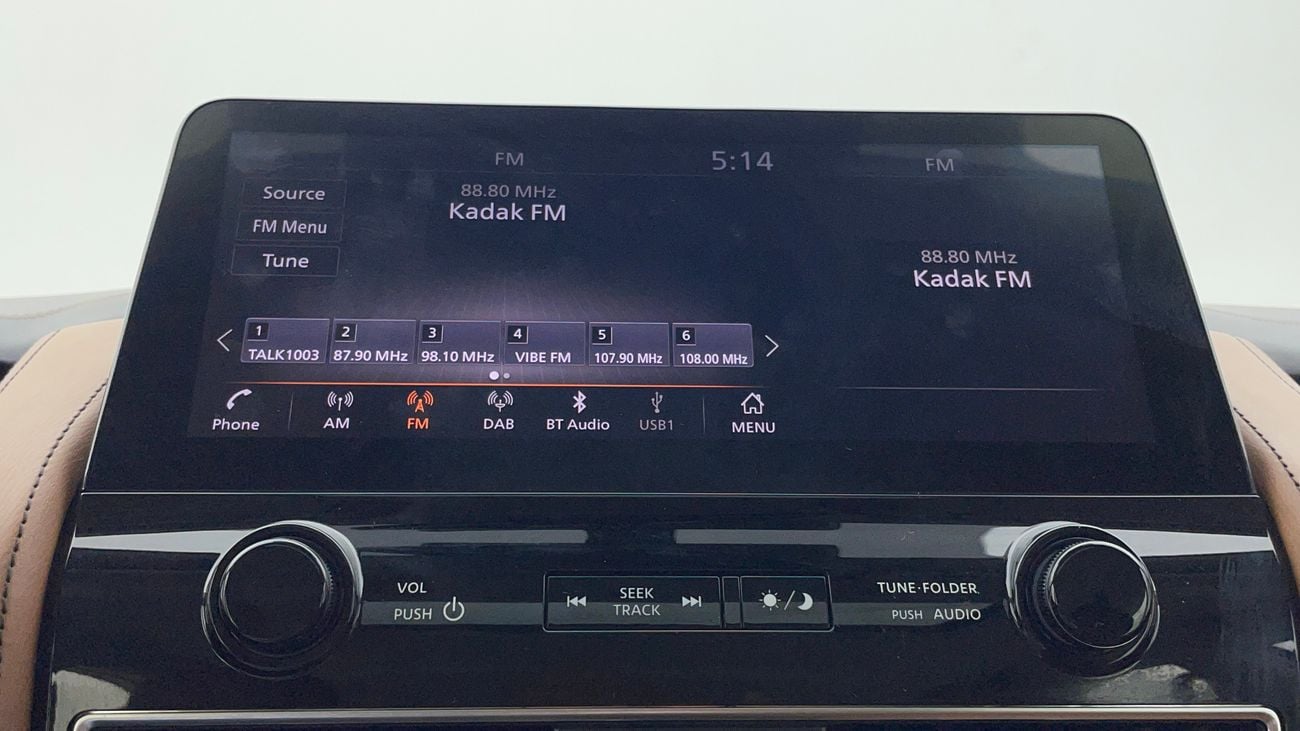 FM
5:14
FM
Source
88.80 MHz
Kadak FM
FM Menu
Tune
88.80 MHz
Kadak FM
1
TALK1003
2
87.90 MHz
3
98.10 MHz
4
VIBE FM
5
107.90 MHz
6
108.00 MHz
Phone
AM
FM
DAB
BT Audio
USB1
MENU
VOL
PUSH
SEEK
TRACK
TUNE·FOLDER
PUSH AUDIO